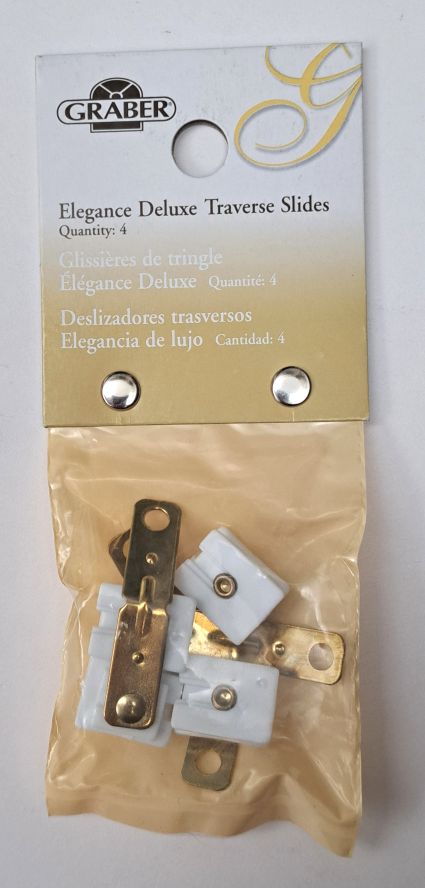 GRABER®
G
Elegance Deluxe Traverse Slides
Quantity: 4
Glissières de tringle
Élégance Deluxe Quantité: 4
Deslizadores trasversos
Elegancia de lujo Cantidad: 4